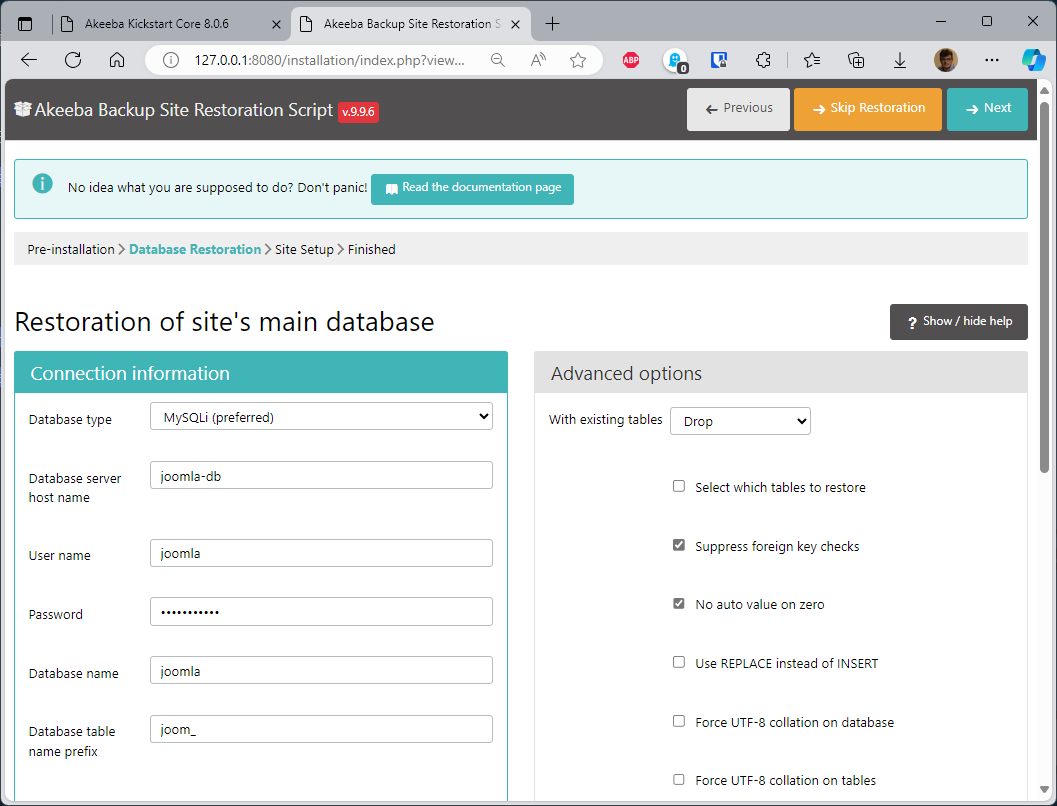 Akeeba Kickstart Core 8.0.6
Akeeba Backup Site Restoration S
127.0.0.1:8080/installation/index.php?view...
ABP
0
Akeeba Backup Site Restoration Script v.9.9.6
Previous
Skip Restoration
Next
No idea what you are supposed to do? Don't panic! Read the documentation page
Pre-installation > Database Restoration > Site Setup > Finished
Restoration of site's main database
? Show / hide help
Connection information
Database type
MySQLi (preferred)
Database server
host name
joomla-db
User name
joomla
Password
•••••••••••
Database name
joomla
Database table
name prefix
joom_
Advanced options
With existing tables
Drop
Select which tables to restore
Suppress foreign key checks
No auto value on zero
Use REPLACE instead of INSERT
Force UTF-8 collation on database
Force UTF-8 collation on tables